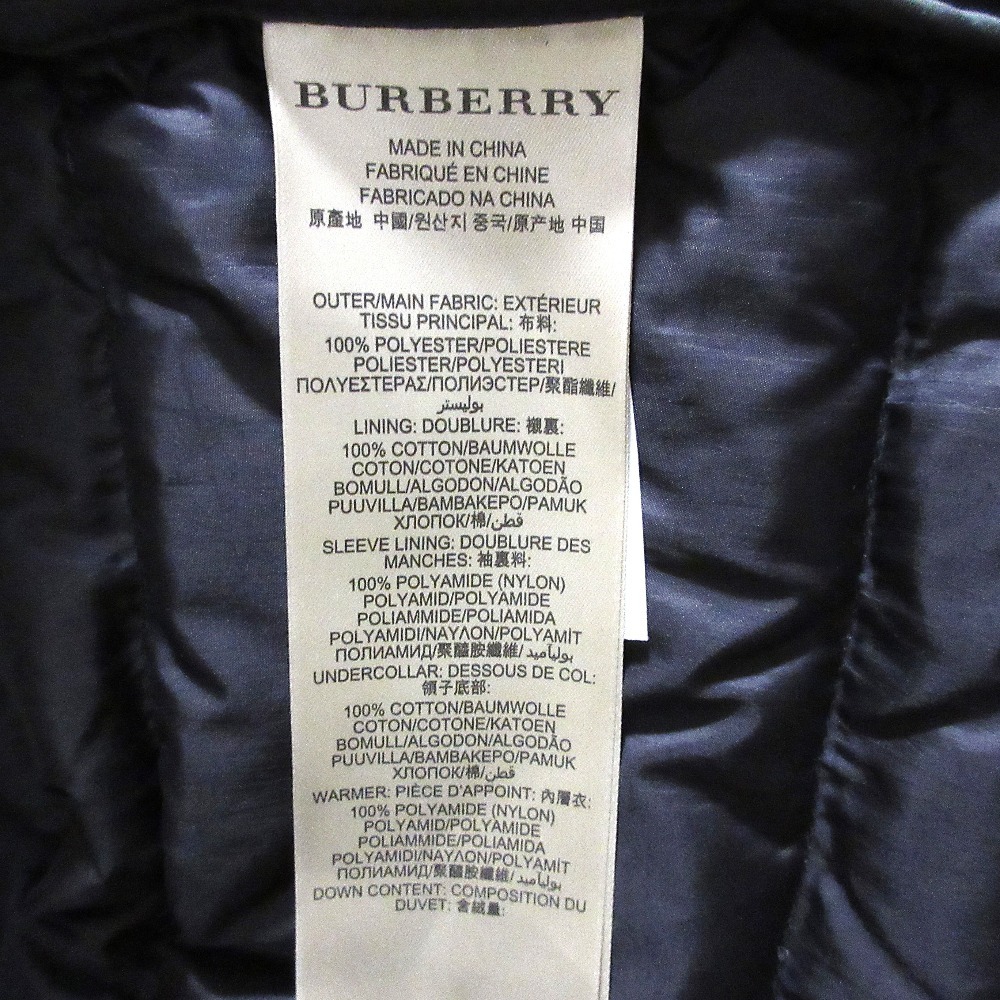 BURBERRY
MADE IN CHINA
FABRIQUÉ EN CHINE
FABRICADO NA CHINA
原產地 中國/원산지 중국/原产地 中国
OUTER/MAIN FABRIC: EXTÉRIEUR
TISSU PRINCIPAL: 布料:
100% POLYESTER/POLIESTERE
POLIESTER/POLYESTERI
ΠΟΛΥΕΣΤΕΡΑΣ/ПОЛИЭСТЕР/聚酯纖維/
بوليستر
LINING: DOUBLURE: 襯裏:
100% COTTON/BAUMWOLLE
COTON/COTONE/KATOEN
BOMULL/ALGODON/ALGODÃO
PUUVILLA/BAMBAKEPO/PAMUK
ХЛОПОК/棉/قطن
SLEEVE LINING: DOUBLURE DES
MANCHES: 袖裏料:
100% POLYAMIDE (NYLON)
POLYAMID/POLYAMIDE
POLIAMMIDE/POLIAMIDA
POLYAMIDI/ΝΑΥΛΟΝ/POLYAMİT
ПОЛИАМИД/聚醯胺纖維/بولياميد
UNDERCOLLAR: DESSOUS DE COL:
領子底部:
100% COTTON/BAUMWOLLE
COTON/COTONE/KATOEN
BOMULL/ALGODON/ALGODÃO
PUUVILLA/BAMBAKEPO/PAMUK
ХЛОПОК/棉/قطن
WARMER: PIÈCE D'APPOINT: 內層衣:
100% POLYAMIDE (NYLON)
POLYAMID/POLYAMIDE
POLIAMMIDE/POLIAMIDA
POLYAMIDI/ΝΑΥΛΟΝ/POLYAMİT
ПОЛИАМИД/聚醯胺纖維/بولياميد
DOWN CONTENT: COMPOSITION DU
DUVET: 含絨量: